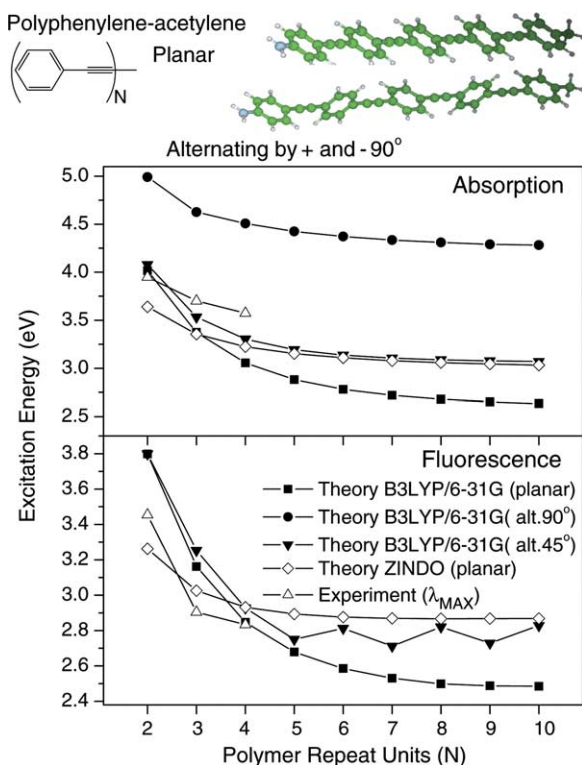 Polyphenylene-acetylene
Planar
N
Alternating by + and - 90°
Absorption
5.0
4.5
4.0
3.5
3.0
2.5
Excitation Energy (eV)
Fluorescence
3.8
3.6
3.4
3.2
3.0
2.8
2.6
2.4
Theory B3LYP/6-31G (planar)
Theory B3LYP/6-31G( alt.90°)
Theory B3LYP/6-31G( alt.45°)
Theory ZINDO (planar)
Experiment (λMAX)
2 3 4 5 6 7 8 9 10
Polymer Repeat Units (N)